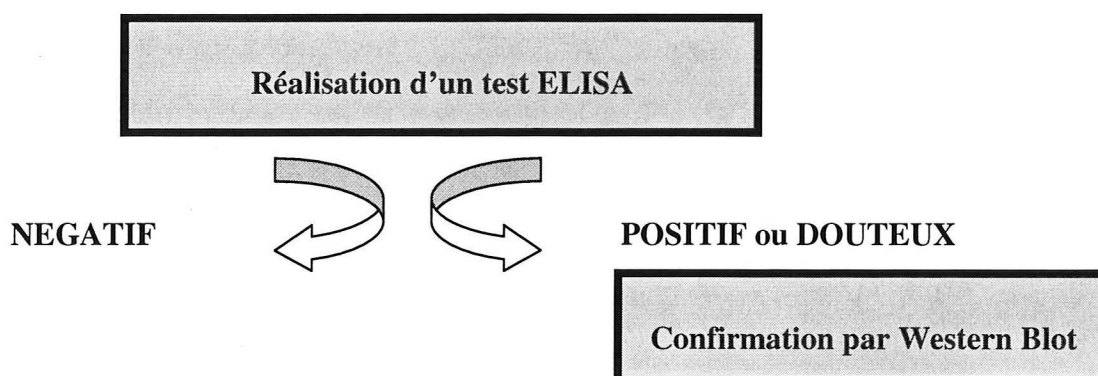 Réalisation d'un test ELISA
NEGATIF
POSITIF ou DOUTEUX
Confirmation par Western Blot